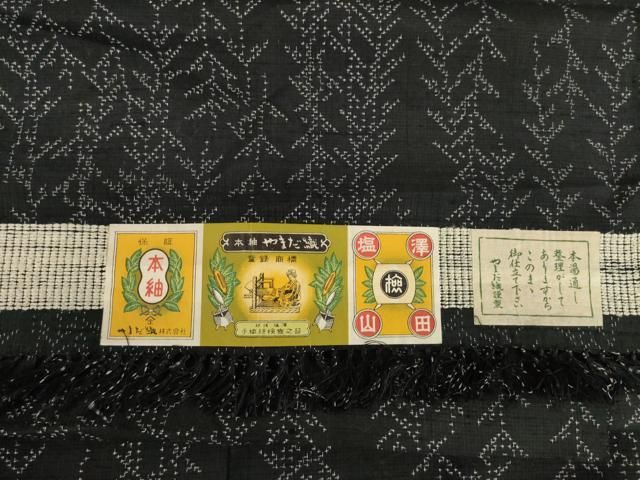 保証
本紬
やまだ織株式会社
本紬 やまだ織
登録商標
手織紬検査之証
塩 澤
検
山 田
本湯通し
整理がして
ありますから
このまゝ
御仕立て下さい
やまだ織謹製